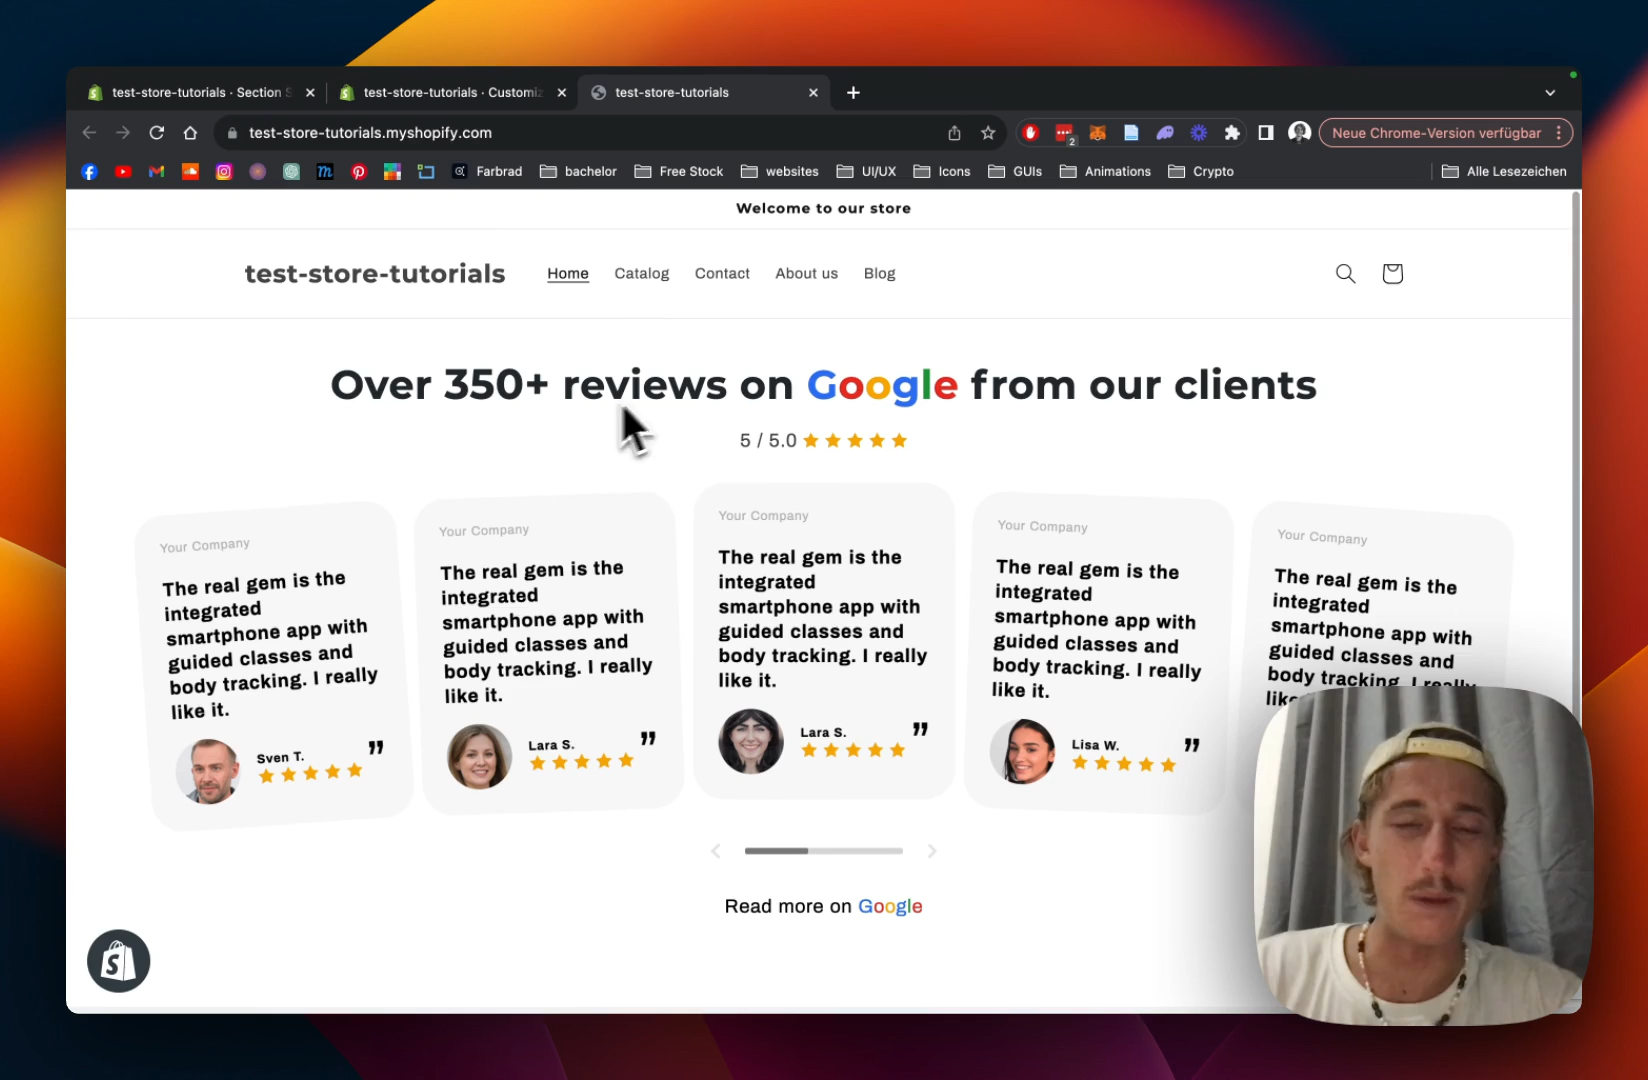 test-store-tutorials · Section S
test-store-tutorials · Customiz
test-store-tutorials
test-store-tutorials.myshopify.com
2
Neue Chrome-Version verfügbar
Farbrad
bachelor
Free Stock
websites
UI/UX
Icons
GUIs
Animations
Crypto
Alle Lesezeichen
Welcome to our store
test-store-tutorials
Home
Catalog
Contact
About us
Blog
Over 350+ reviews on Google from our clients
5 / 5.0
Your Company
The real gem is the
integrated
smartphone app with
guided classes and
body tracking. I really
like it.
Sven T.
”
Your Company
The real gem is the
integrated
smartphone app with
guided classes and
body tracking. I really
like it.
Lara S.
”
Your Company
The real gem is the
integrated
smartphone app with
guided classes and
body tracking. I really
like it.
Lara S.
”
Your Company
The real gem is the
integrated
smartphone app with
guided classes and
body tracking. I really
like it.
Lisa W.
”
Your Company
The real gem is the
integrated
smartphone app with
guided classes and
body tracking. I really
Read more on Google